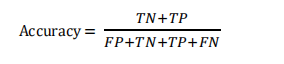 Accuracy = TN+TP / FP+TN+TP+FN